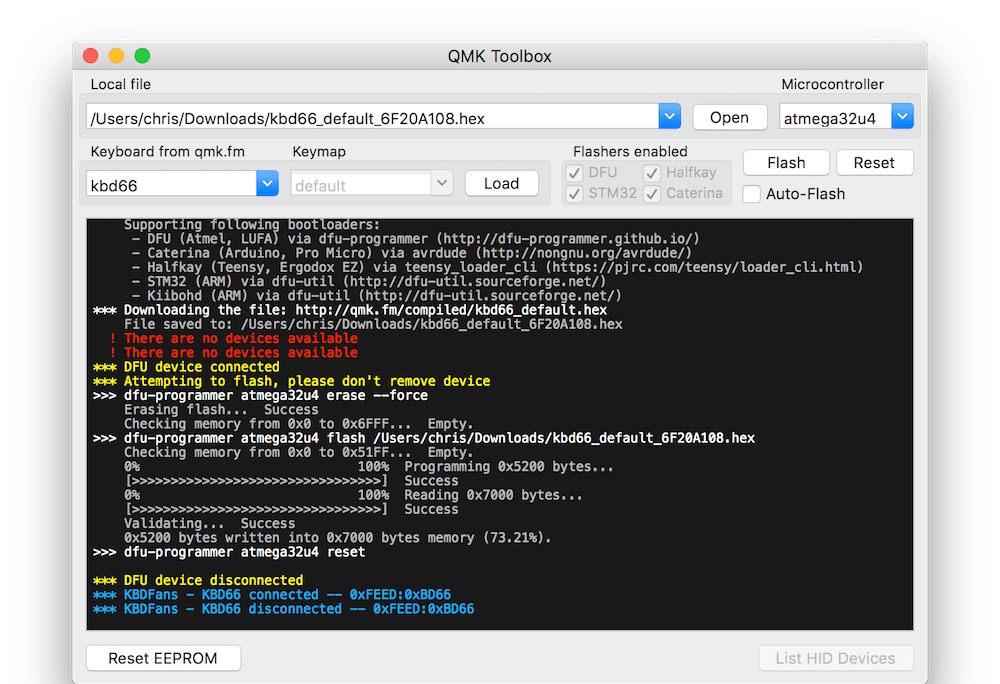 QMK Toolbox
Local file
Microcontroller
/Users/chris/Downloads/kbd66_default_6F20A108.hex
Open
atmega32u4
Keyboard from qmk.fm
Keymap
Flashers enabled
kbd66
default
Load
DFU
Halfkay
STM32
Caterina
Flash
Reset
Auto-Flash
Supporting following bootloaders:
– DFU (Atmel, LUFA) via dfu-programmer (http://dfu-programmer.github.io/)
– Caterina (Arduino, Pro Micro) via avrdude (http://nongnu.org/avrdude/)
– Halfkay (Teensy, Ergodox EZ) via teensy_loader_cli (https://pjrc.com/teensy/loader_cli.html)
– STM32 (ARM) via dfu-util (http://dfu-util.sourceforge.net/)
– Kiibohd (ARM) via dfu-util (http://dfu-util.sourceforge.net/)
*** Downloading the file: http://qmk.fm/compiled/kbd66_default.hex
File saved to: /Users/chris/Downloads/kbd66_default_6F20A108.hex
! There are no devices available
! There are no devices available
*** DFU device connected
*** Attempting to flash, please don't remove device
>>> dfu-programmer atmega32u4 erase --force
Erasing flash... Success
Checking memory from 0x0 to 0x6FFF... Empty.
>>> dfu-programmer atmega32u4 flash /Users/chris/Downloads/kbd66_default_6F20A108.hex
Checking memory from 0x0 to 0x51FF... Empty.
0% 100% Programming 0x5200 bytes...
[>>>>>>>>>>>>>>>>>>>>>>>>>>>>>>>>] Success
0% 100% Reading 0x7000 bytes...
[>>>>>>>>>>>>>>>>>>>>>>>>>>>>>>>>] Success
Validating... Success
0x5200 bytes written into 0x7000 bytes memory (73.21%).
>>> dfu-programmer atmega32u4 reset
*** DFU device disconnected
*** KBDFans – KBD66 connected –– 0xFEED:0xBD66
*** KBDFans – KBD66 disconnected –– 0xFEED:0xBD66
Reset EEPROM
List HID Devices